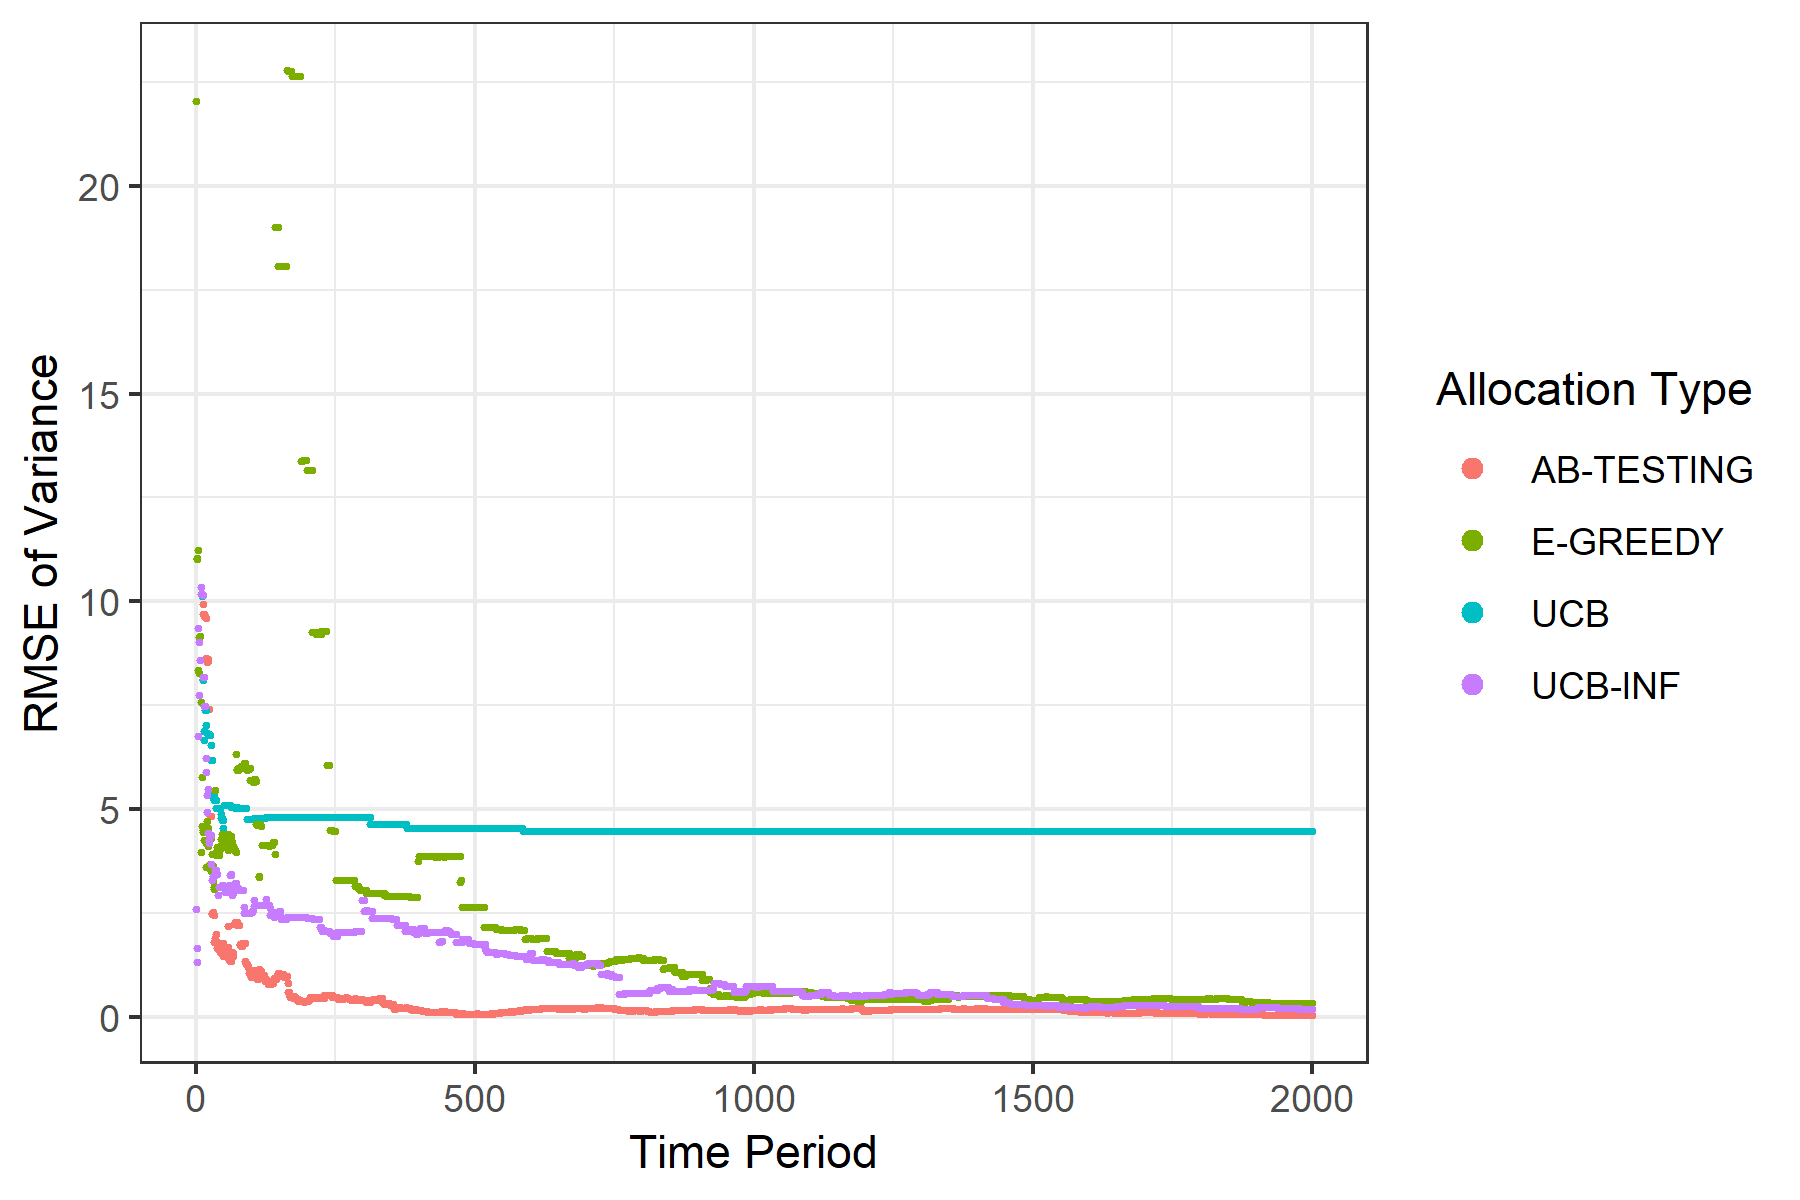 20
15
10
5
0
RMSE of Variance
0 500 1000 1500 2000
Time Period
Allocation Type
AB-TESTING
E-GREEDY
UCB
UCB-INF